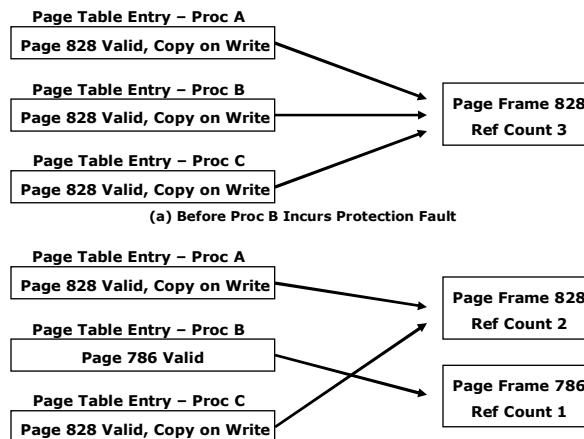 Page Table Entry – Proc A
Page 828 Valid, Copy on Write
Page Table Entry – Proc B
Page 828 Valid, Copy on Write
Page Table Entry – Proc C
Page 828 Valid, Copy on Write
Page Frame 828
Ref Count 3
(a) Before Proc B Incurs Protection Fault
Page Table Entry – Proc A
Page 828 Valid, Copy on Write
Page Table Entry – Proc B
Page 786 Valid
Page Table Entry – Proc C
Page 828 Valid, Copy on Write
Page Frame 828
Ref Count 2
Page Frame 786
Ref Count 1